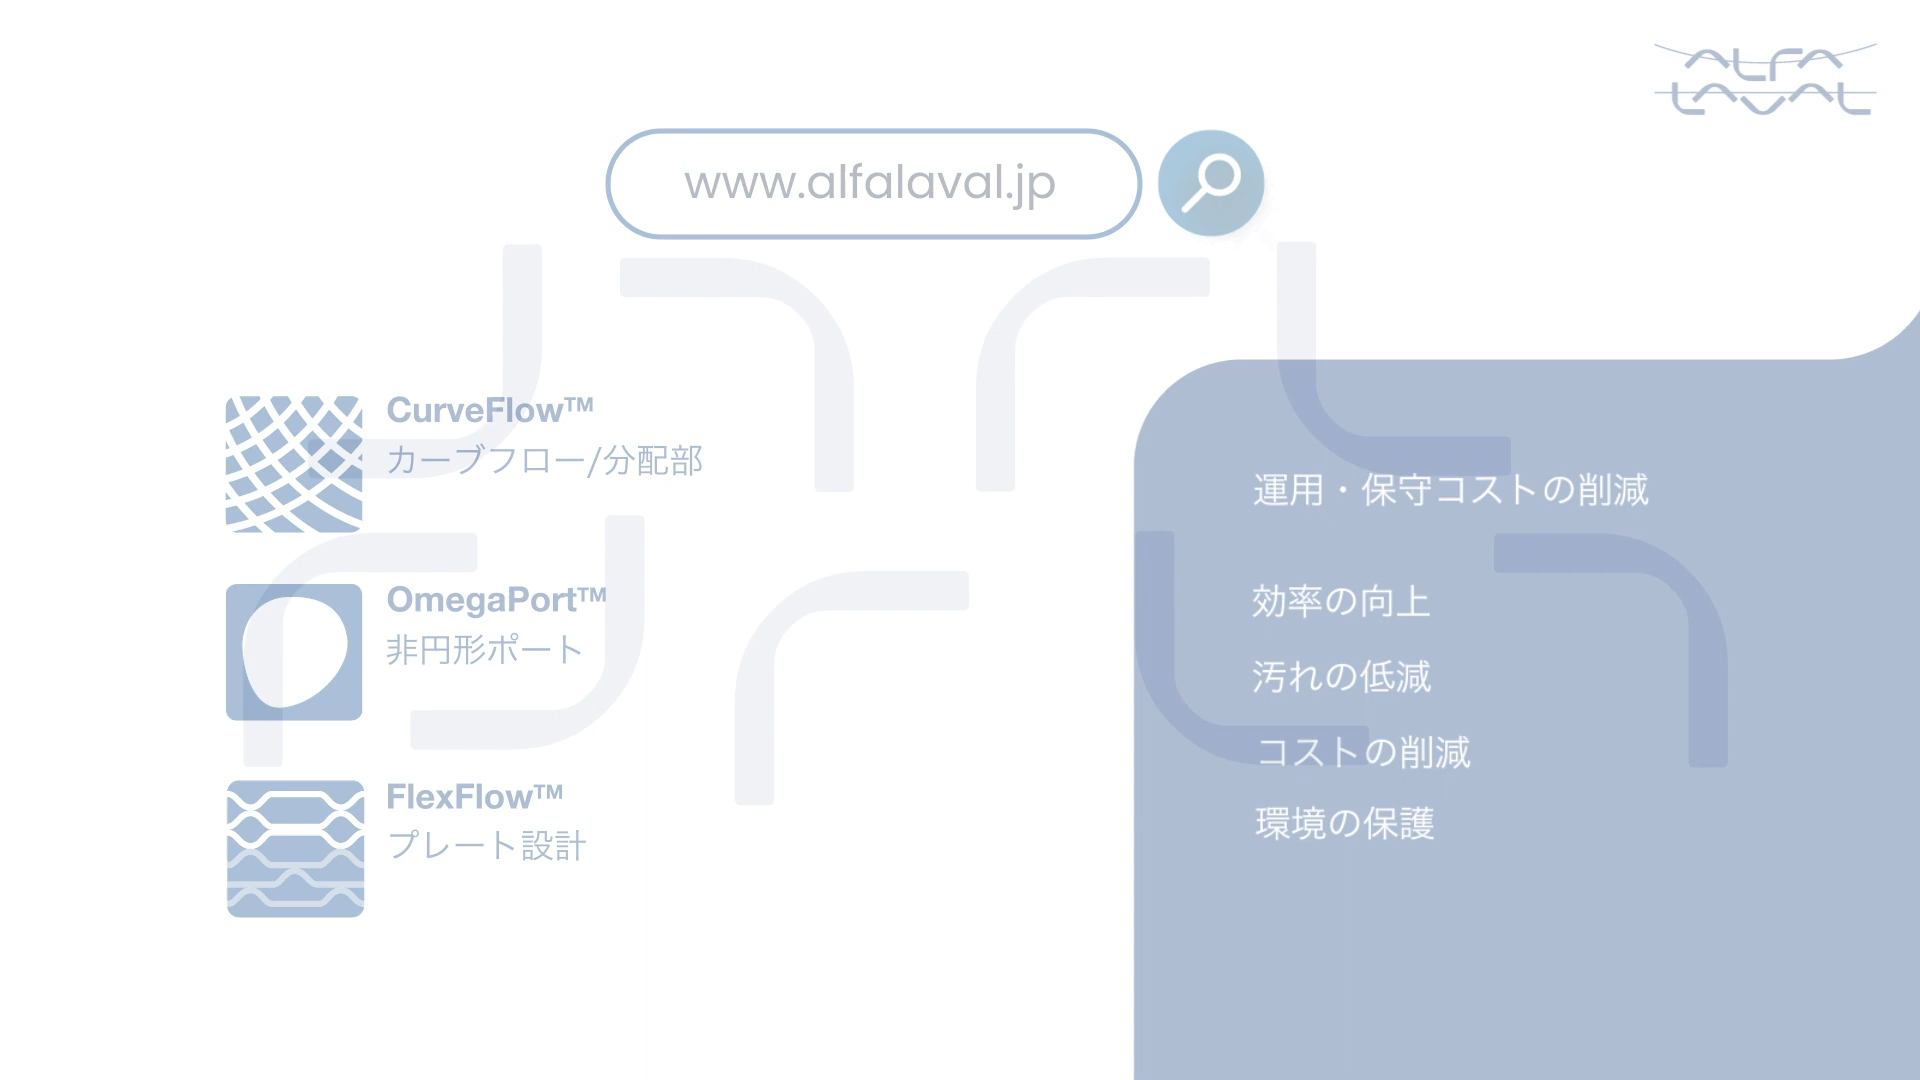 ALFA
LAVAL
www.alfalaval.jp
CurveFlow™
カーブフロー/分配部
OmegaPort™
非円形ポート
FlexFlow™
プレート設計
運用・保守コストの削減
効率の向上
汚れの低減
コストの削減
環境の保護